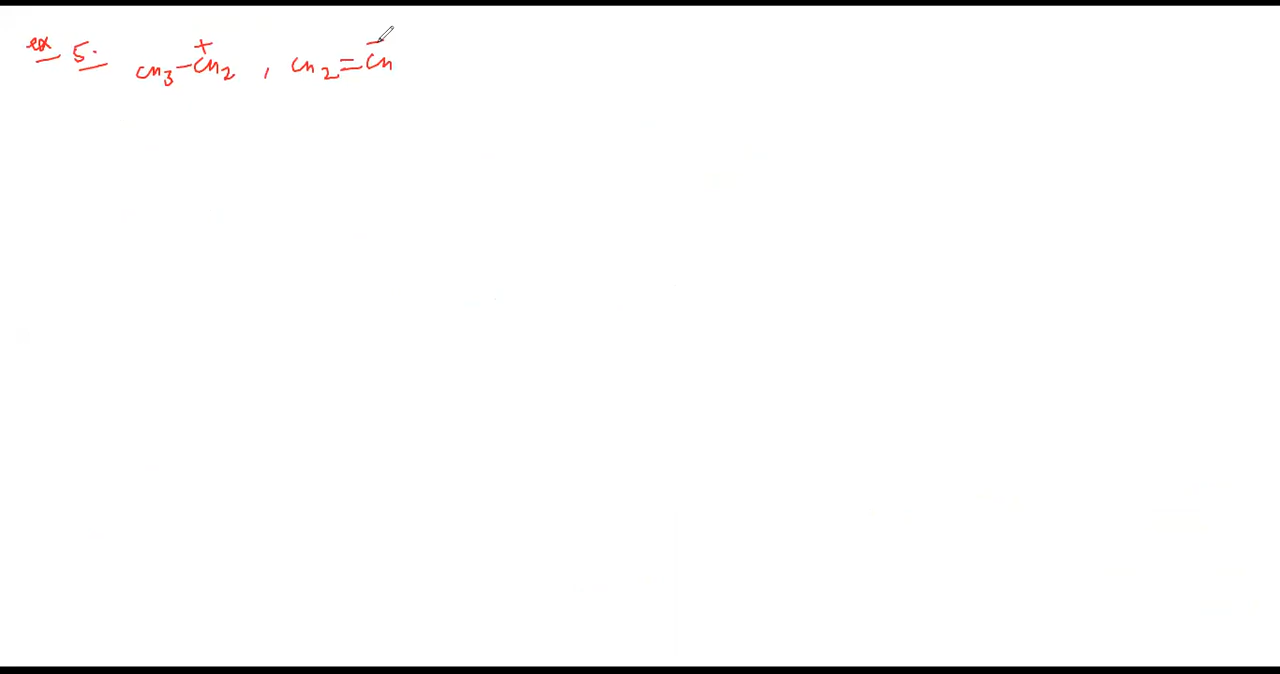 ex 5. CH3-CH2+ , CH2=CH-